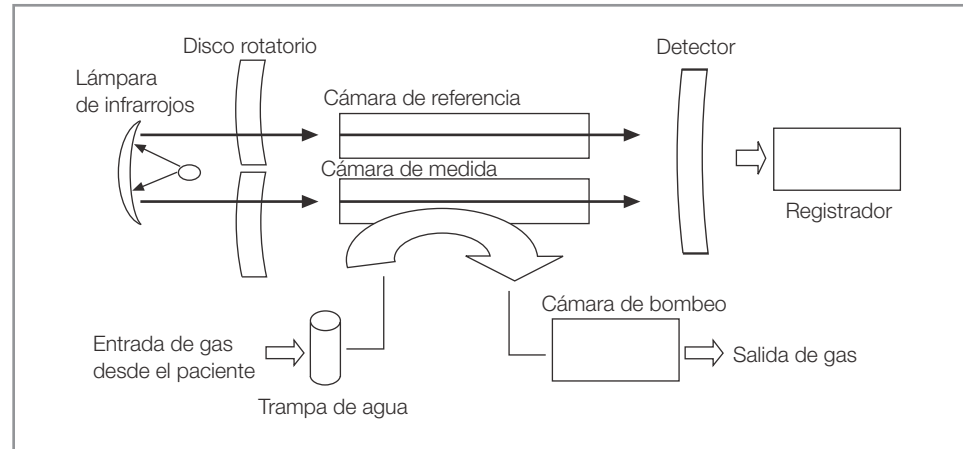 Disco rotatorio
Detector
Lámpara
de infrarrojos
Cámara de referencia
Cámara de medida
Registrador
Cámara de bombeo
Entrada de gas
desde el paciente
Salida de gas
Trampa de agua